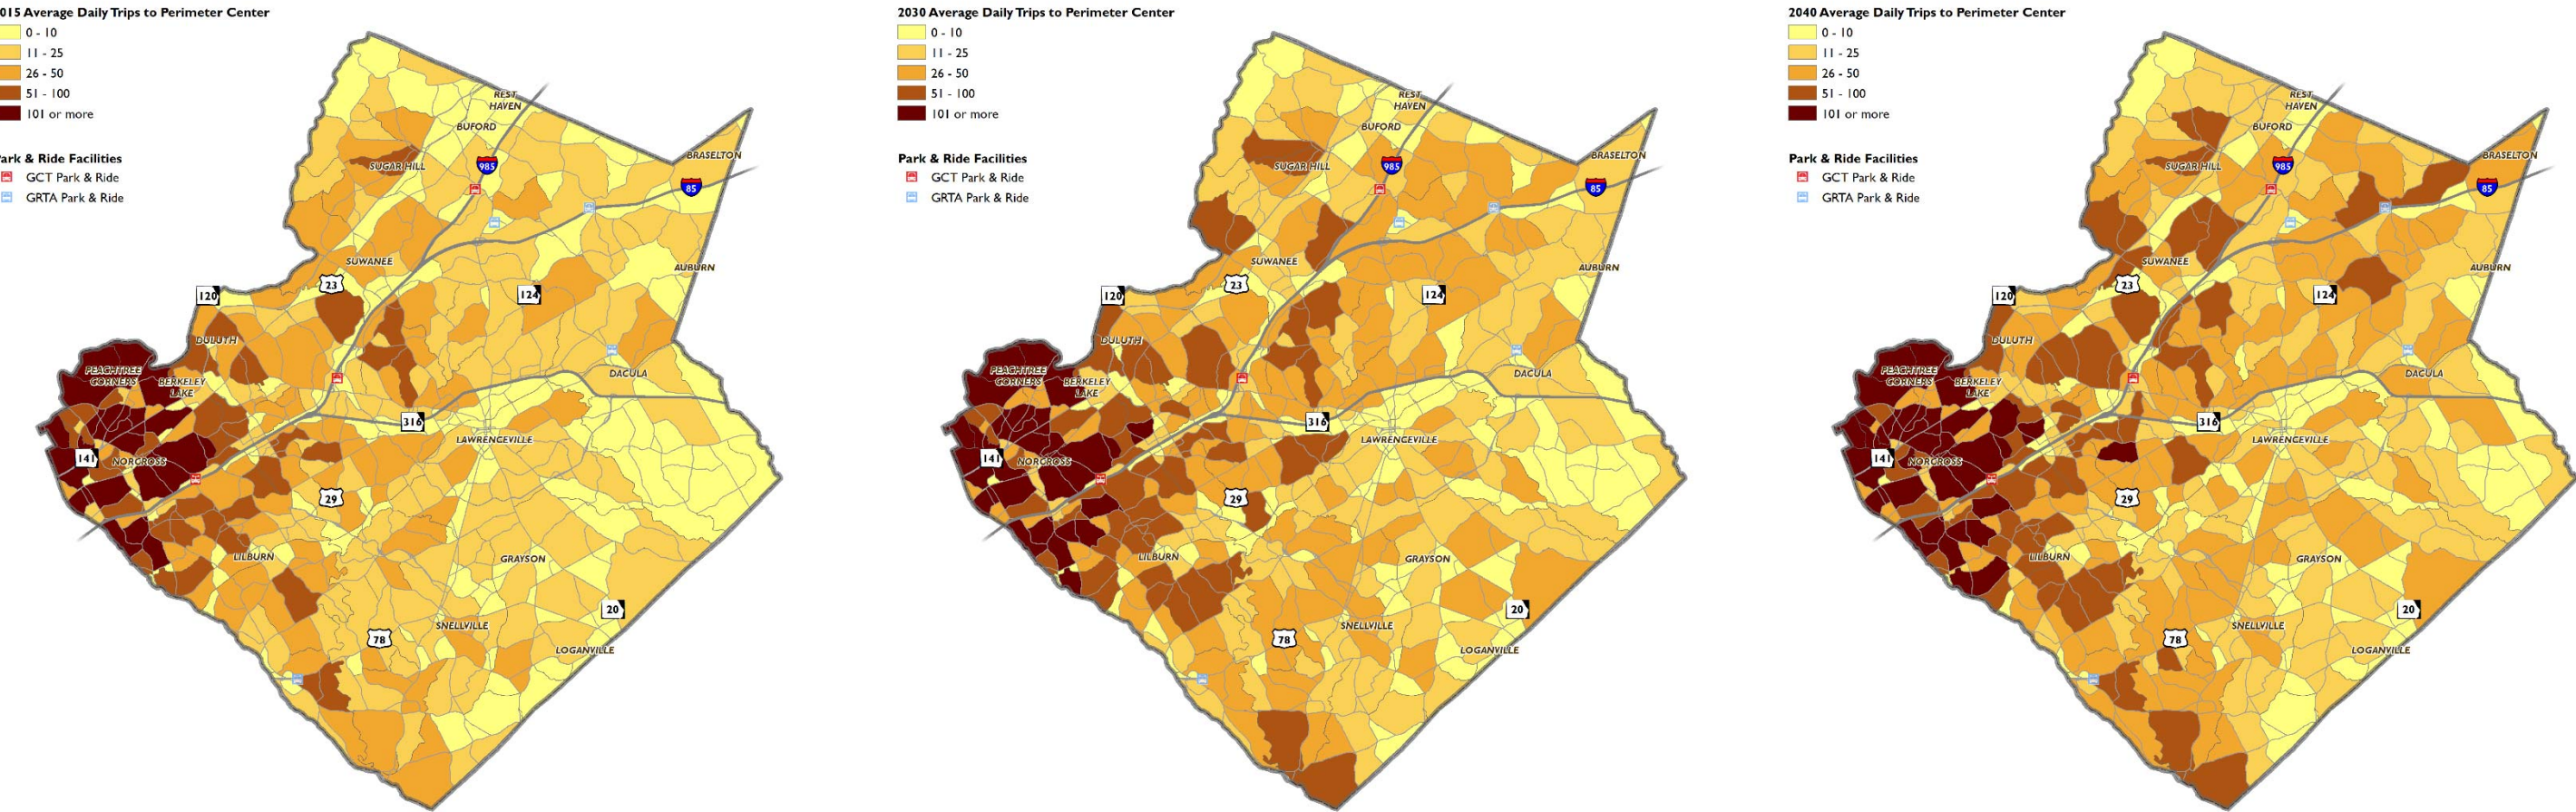 015 Average Daily Trips to Perimeter Center
0 - 10
11 - 25
26 - 50
51 - 100
101 or more
Park & Ride Facilities
GCT Park & Ride
GRTA Park & Ride
REST
HAVEN
BUFORD
BRASELTON
SUGAR HILL
985
85
SUWANEE
AUBURN
23
120
124
DULUTH
PEACHTREE
CORNERS
BERKELEY
LAKE
DACULA
316
LAWRENCEVILLE
141
NORCROSS
29
LILBURN
GRAYSON
20
SNELLVILLE
78
LOGANVILLE
2030 Average Daily Trips to Perimeter Center
0 - 10
11 - 25
26 - 50
51 - 100
101 or more
Park & Ride Facilities
GCT Park & Ride
GRTA Park & Ride
REST
HAVEN
BUFORD
BRASELTON
SUGAR HILL
985
85
SUWANEE
AUBURN
23
120
124
DULUTH
PEACHTREE
CORNERS
BERKELEY
LAKE
DACULA
316
LAWRENCEVILLE
141
NORCROSS
29
LILBURN
GRAYSON
20
SNELLVILLE
78
LOGANVILLE
2040 Average Daily Trips to Perimeter Center
0 - 10
11 - 25
26 - 50
51 - 100
101 or more
Park & Ride Facilities
GCT Park & Ride
GRTA Park & Ride
REST
HAVEN
BUFORD
BRASELTON
SUGAR HILL
985
85
SUWANEE
AUBURN
23
120
124
DULUTH
PEACHTREE
CORNERS
BERKELEY
LAKE
DACULA
316
LAWRENCEVILLE
141
NORCROSS
29
LILBURN
GRAYSON
20
SNELLVILLE
78
LOGANVILLE